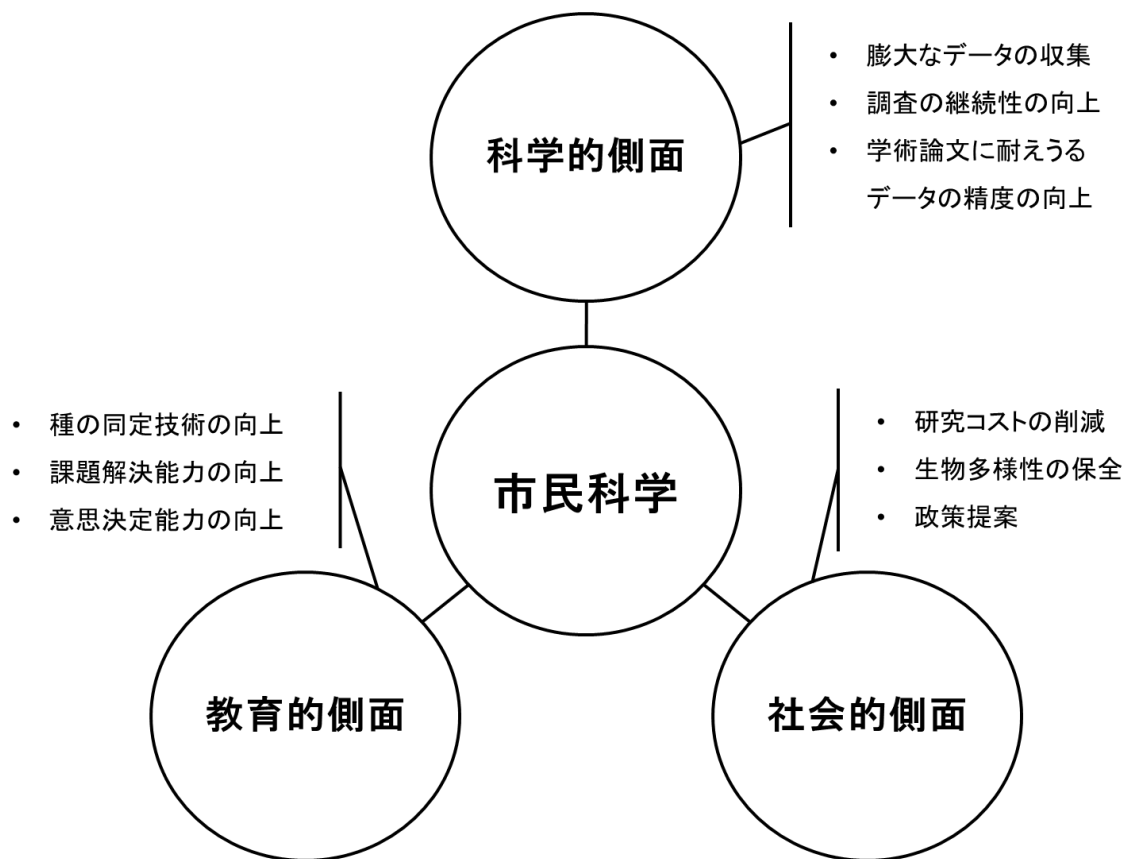 科学的側面
• 膨大なデータの収集
• 調査の継続性の向上
• 学術論文に耐えうる
データの精度の向上
市民科学
• 種の同定技術の向上
• 課題解決能力の向上
• 意思決定能力の向上
教育的側面
• 研究コストの削減
• 生物多様性の保全
• 政策提案
社会的側面